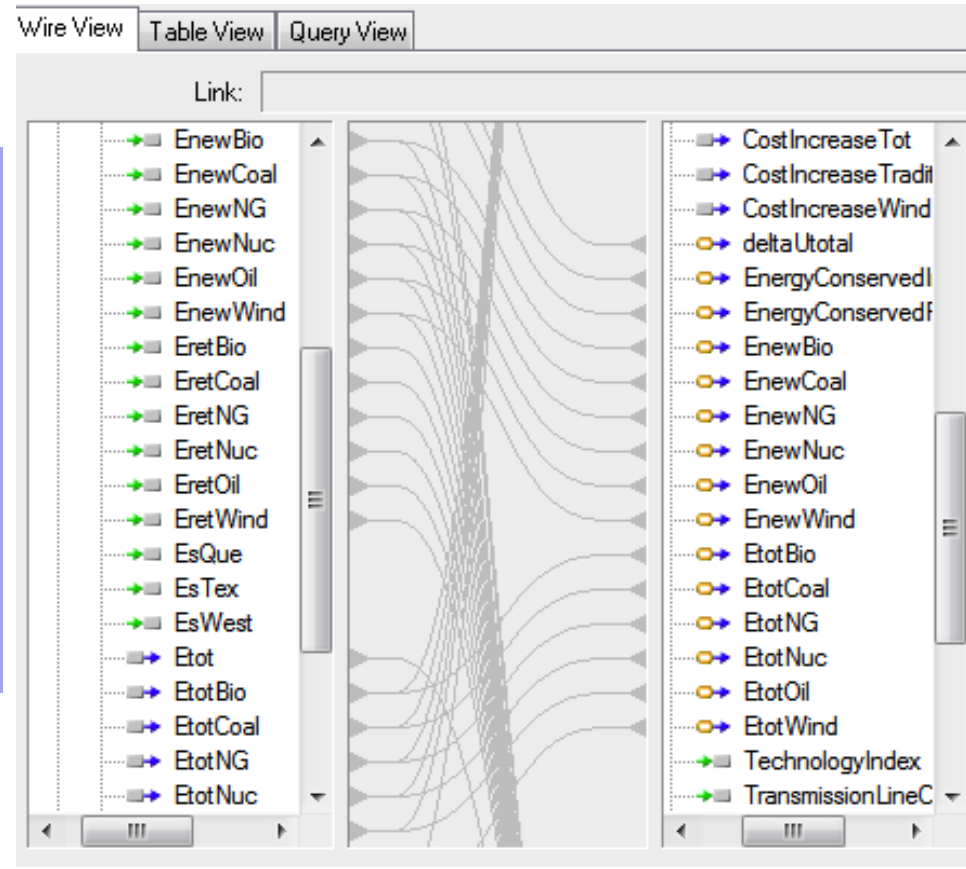 Wire View Table View Query View
Link:
EnewBio
EnewCoal
EnewNG
EnewNuc
EnewOil
EnewWind
EretBio
EretCoal
EretNG
EretNuc
EretOil
EretWind
EsQue
EsTex
EsWest
Etot
EtotBio
EtotCoal
EtotNG
EtotNuc
CostIncreaseTot
CostIncreaseTradit
CostIncreaseWind
deltaUtotal
EnergyConservedI
EnergyConservedF
EnewBio
EnewCoal
EnewNG
EnewNuc
EnewOil
EnewWind
EtotBio
EtotCoal
EtotNG
EtotNuc
EtotOil
EtotWind
TechnologyIndex
TransmissionLineC